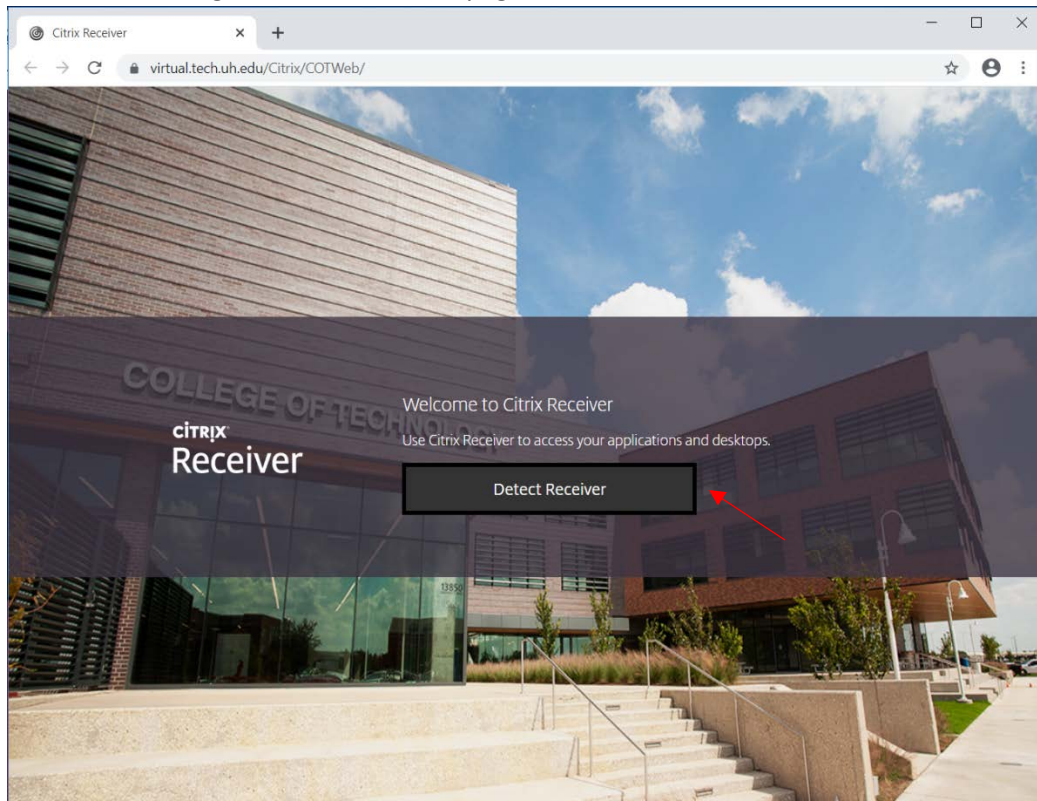 Citrix Receiver
virtual.tech.uh.edu/Citrix/COTWeb/
COLLEGE OF TECHNOLOGY
Welcome to Citrix Receiver
CITRIX
Receiver
Use Citrix Receiver to access your applications and desktops.
Detect Receiver
13850